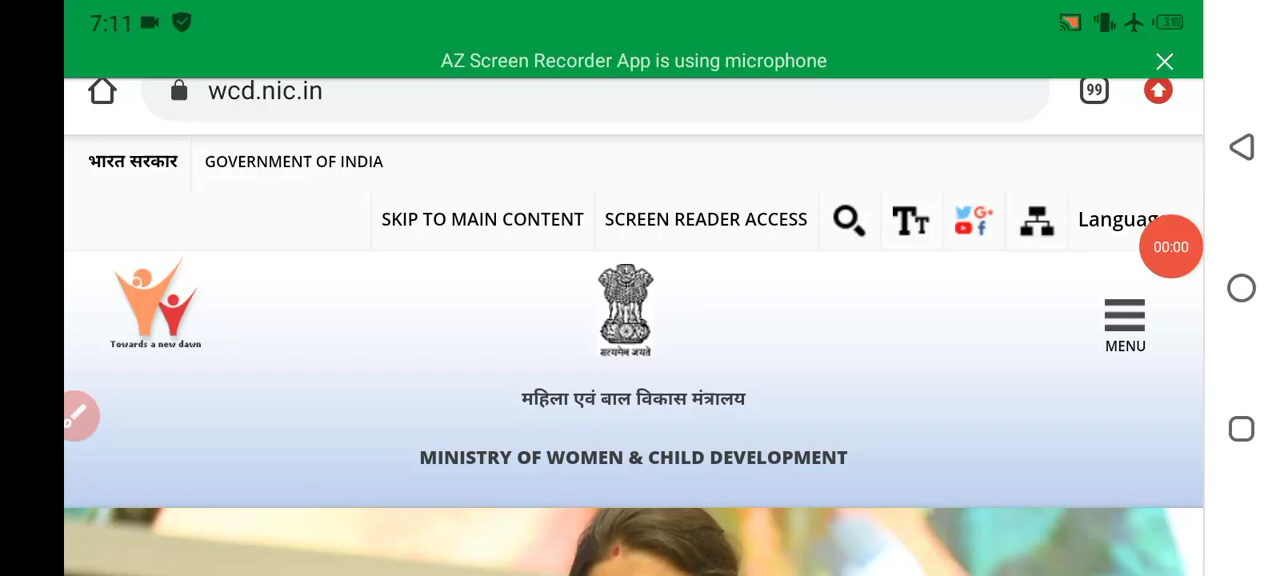 7:11
31
AZ Screen Recorder App is using microphone
wcd.nic.in
99
भारत सरकार
GOVERNMENT OF INDIA
SKIP TO MAIN CONTENT
SCREEN READER ACCESS
Tт
G+
f
Languag
00:00
Towards a new dawn
सत्यमेव जयते
MENU
महिला एवं बाल विकास मंत्रालय
MINISTRY OF WOMEN & CHILD DEVELOPMENT